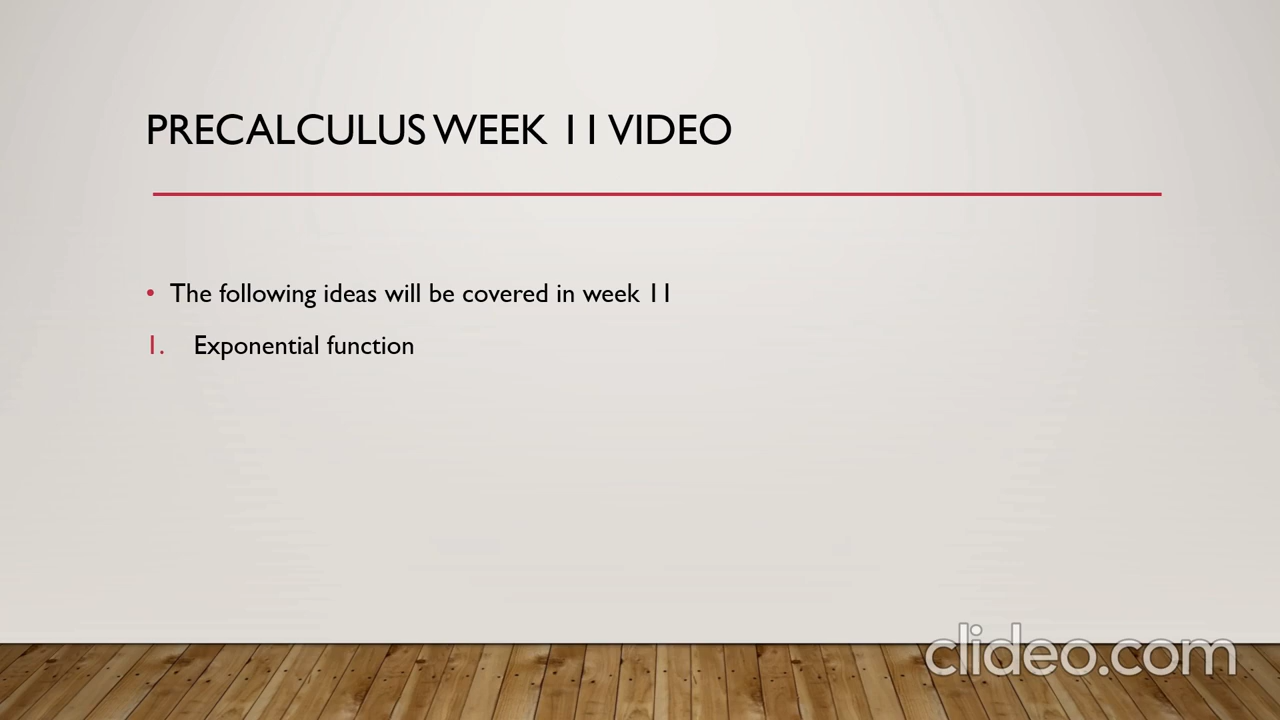 PRECALCULUS WEEK 11 VIDEO
• The following ideas will be covered in week 11
1. Exponential function
clideo.com